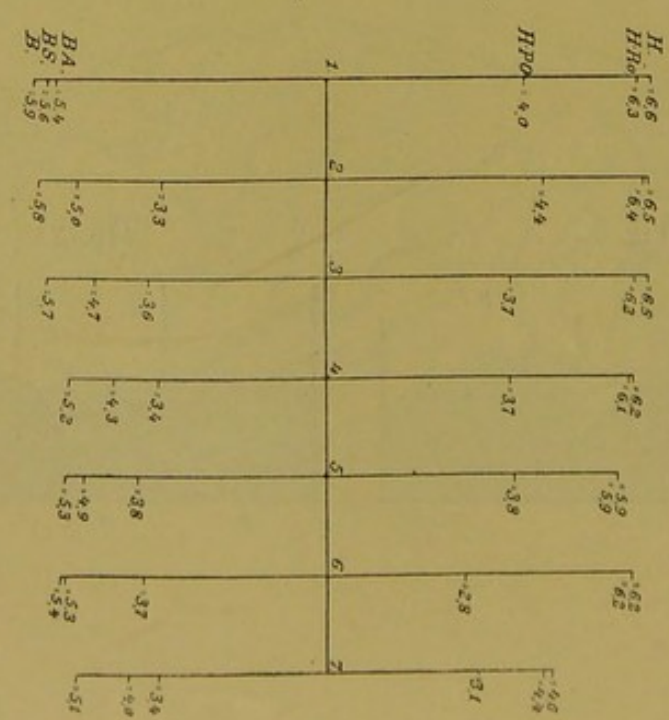 H. =6,6 =6,5 =6,5 =6,2 =5,9 =6,2
H-Ro =6,3 =6,4 =6,2 =6,1 =5,9 =6,2
HPO =4,0 =4,4 =3,7 =3,7 =3,8 =2,8 =3,1
1. 2 3 4 5 6 7
=3,3 =3,6 =3,4 =3,8 =3,7 =3,4
BA. =5,4 =5,0 =4,7 =4,3 =4,9 =5,3 =4,0
BS. =5,6
B. =5,9 =5,8 =5,7 =5,2 =5,3 =5,4 =5,1